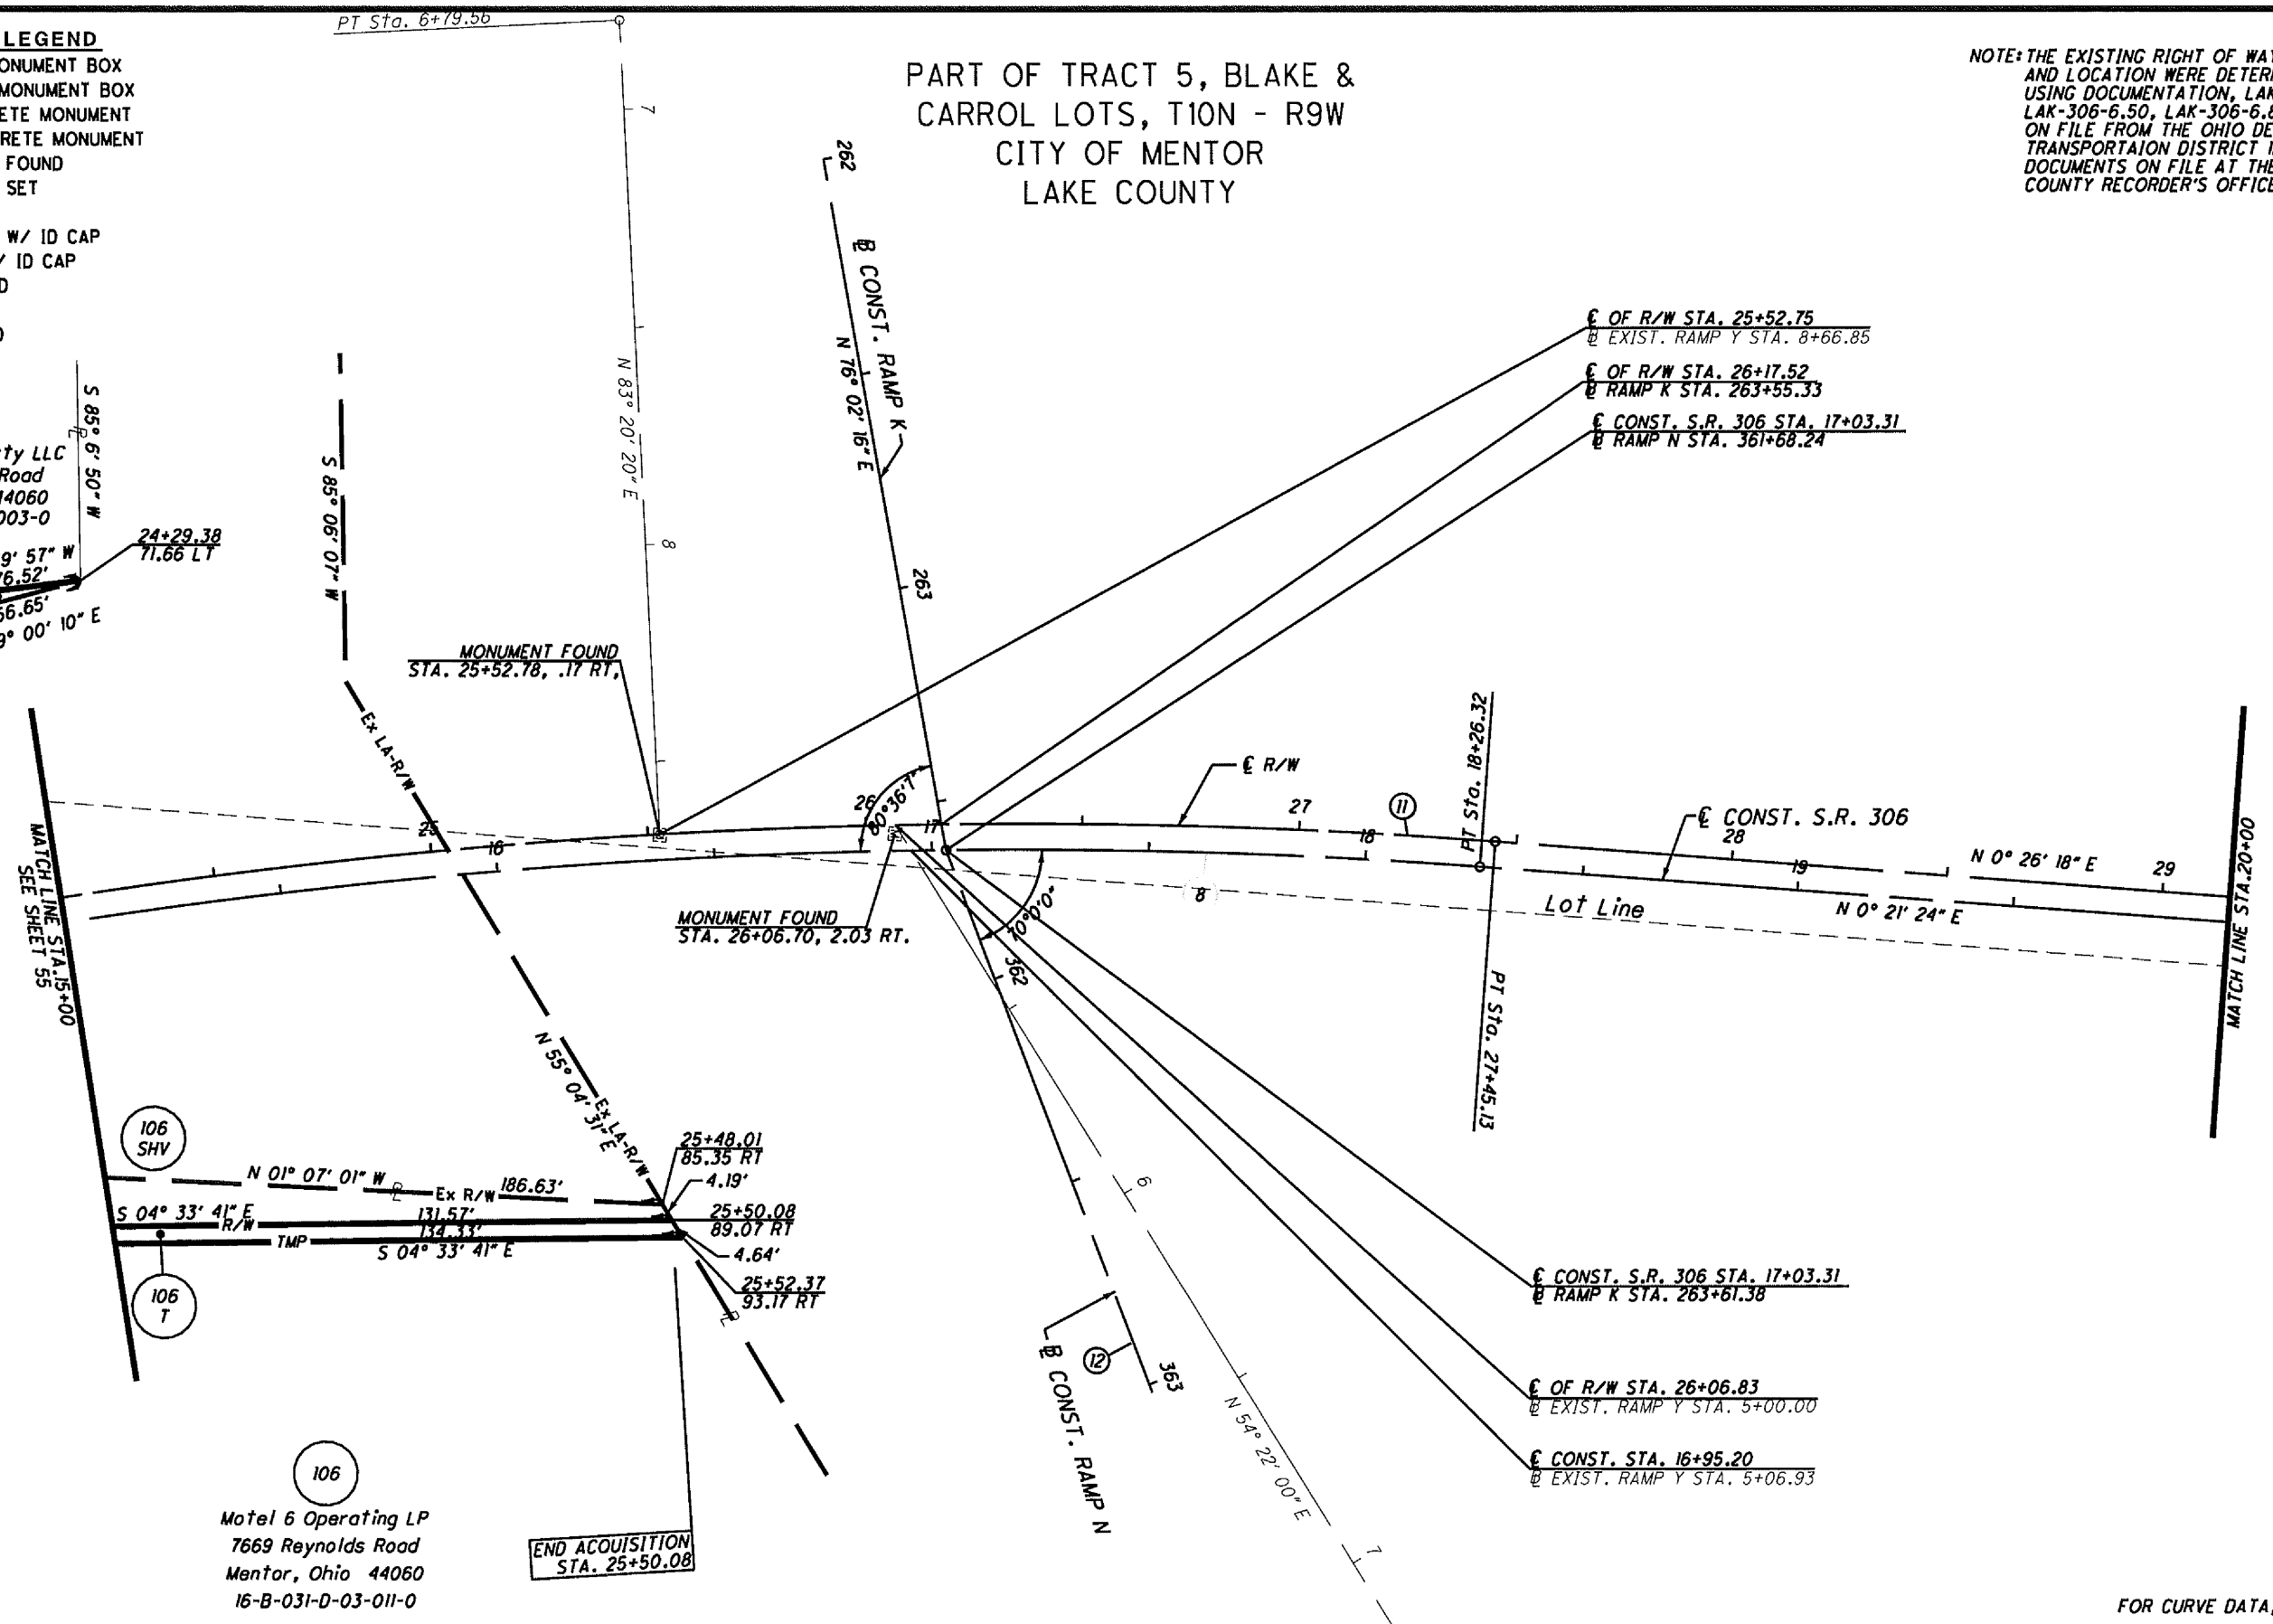 LEGEND
ONUMENT BOX
MONUMENT BOX
ETE MONUMENT
RETE MONUMENT
FOUND
SET
W/ ID CAP
/ ID CAP
D
PT Sta. 6+79.56
PART OF TRACT 5, BLAKE &
CARROL LOTS, T10N - R9W
CITY OF MENTOR
LAKE COUNTY
NOTE: THE EXISTING RIGHT OF WAY
AND LOCATION WERE DETER
USING DOCUMENTATION, LAK
LAK-306-6.50, LAK-306-6.8
ON FILE FROM THE OHIO DE
TRANSPORTAION DISTRICT I
DOCUMENTS ON FILE AT THE
COUNTY RECORDER'S OFFICE
7
N 83° 20' 20" E
8
262
℄ CONST. RAMP K
N 76° 02' 16" E
263
℄ OF R/W STA. 25+52.75
℄ EXIST. RAMP Y STA. 8+66.85
℄ OF R/W STA. 26+17.52
℄ RAMP K STA. 263+55.33
℄ CONST. S.R. 306 STA. 17+03.31
℄ RAMP N STA. 361+68.24
S 85° 6' 50" W
ty LLC
Road
14060
003-0
9' 57" W
76.52'
66.65'
9° 00' 10" E
24+29.38
71.66 LT
S 85° 06' 07" W
Ex LA-R/W
MONUMENT FOUND
STA. 25+52.78, .17 RT,
MATCH LINE STA.15+00
SEE SHEET 55
25
16
26
80°36'7"
17
℄ R/W
27
11
18
PT Sta. 18+26.32
℄ CONST. S.R. 306
28
19
N 0° 26' 18" E
29
N 0° 21' 24" E
MATCH LINE STA.20+00
8
Lot Line
70°0'0"
MONUMENT FOUND
STA. 26+06.70, 2.03 RT.
362
PT Sta. 27+45.13
N 55° 04' 31" E
Ex LA-R/W
106
SHV
N 01° 07' 01" W
Ex R/W
186.63'
25+48.01
85.35 RT
4.19'
S 04° 33' 41" E
R/W
131.57'
25+50.08
89.07 RT
134.33'
TMP
S 04° 33' 41" E
4.64'
25+52.37
93.17 RT
106
T
6
℄ CONST. S.R. 306 STA. 17+03.31
℄ RAMP K STA. 263+61.38
℄ CONST. RAMP N
12
363
N 54° 22' 00" E
7
℄ OF R/W STA. 26+06.83
℄ EXIST. RAMP Y STA. 5+00.00
℄ CONST. STA. 16+95.20
℄ EXIST. RAMP Y STA. 5+06.93
106
Motel 6 Operating LP
7669 Reynolds Road
Mentor, Ohio 44060
16-B-031-D-03-011-0
END ACQUISITION
STA. 25+50.08
FOR CURVE DATA,